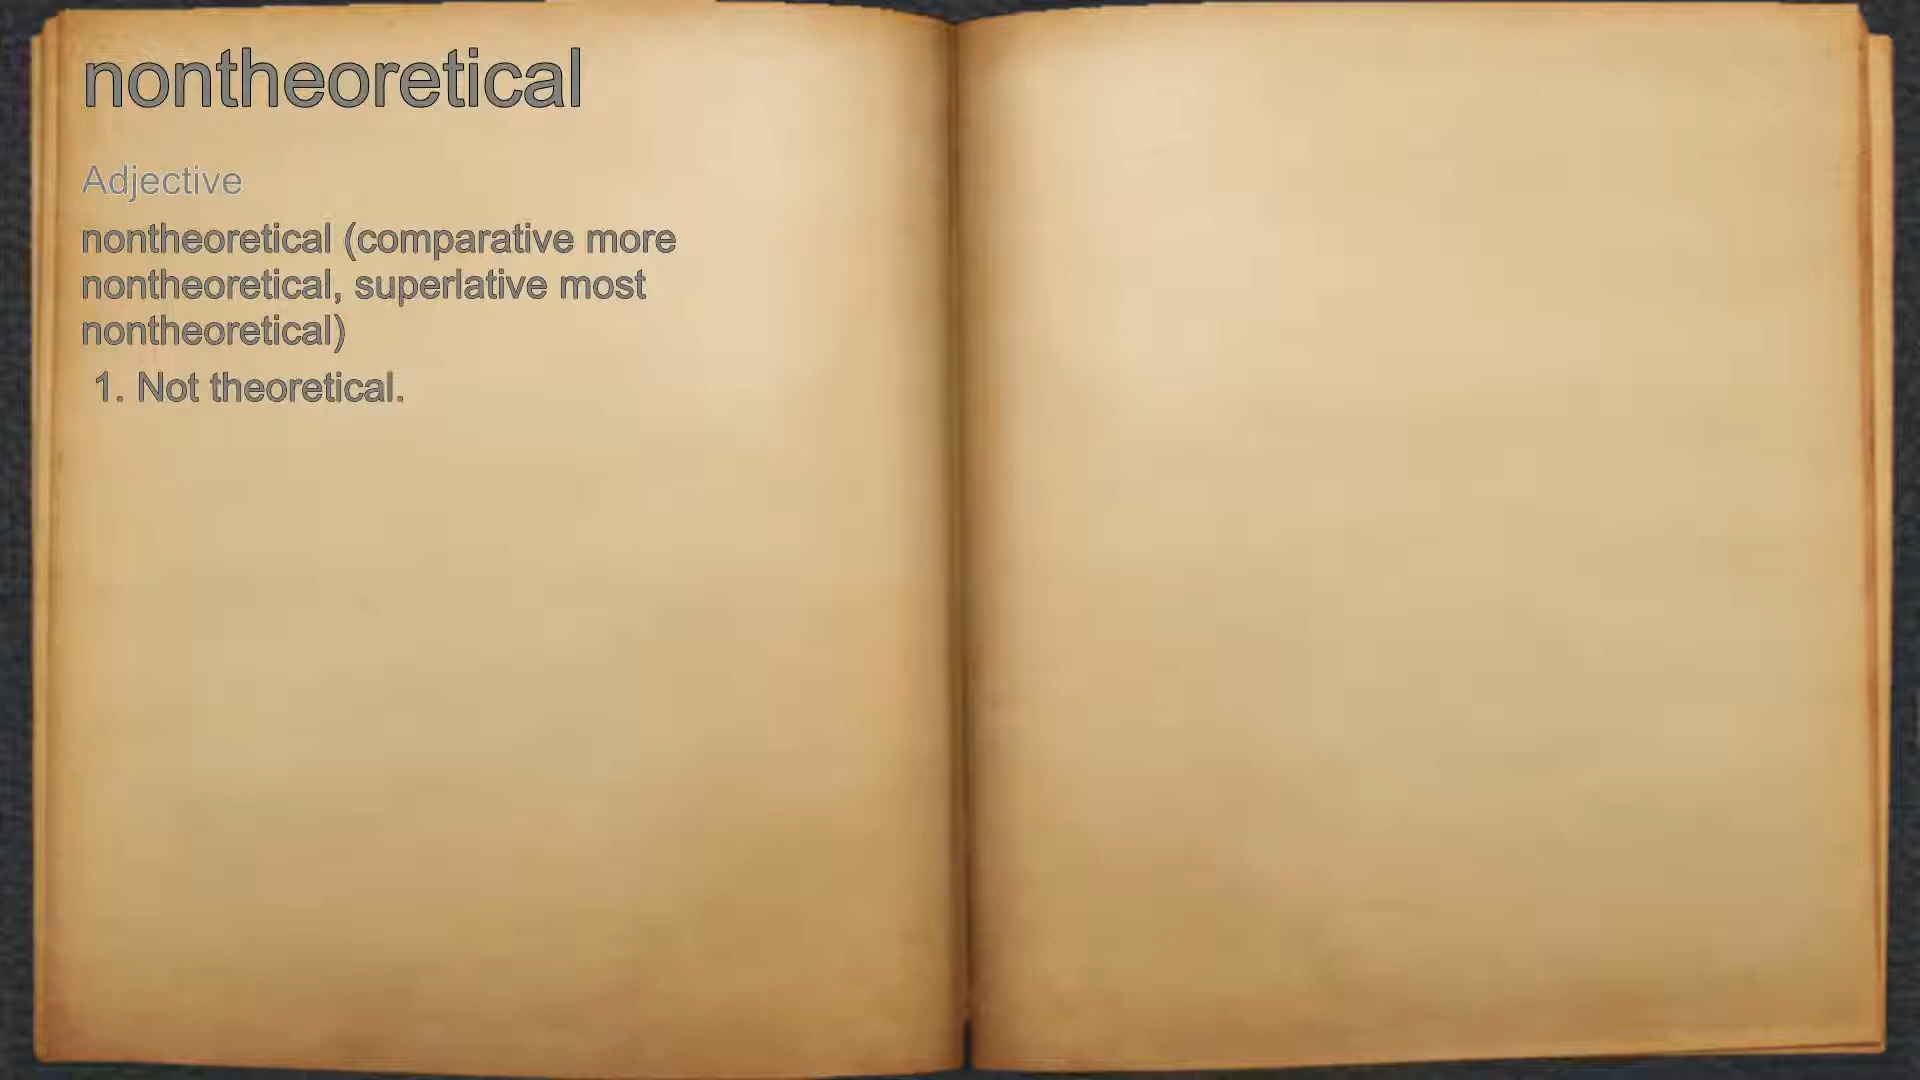 nontheoretical
Adjective
nontheoretical (comparative more
nontheoretical, superlative most
nontheoretical)
1. Not theoretical.